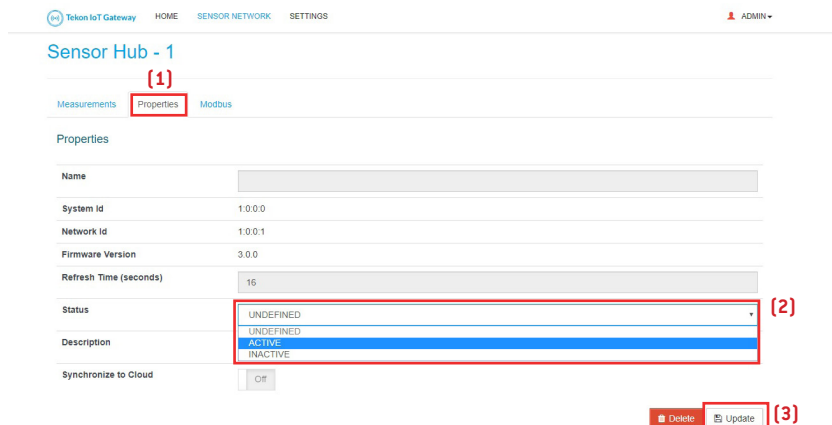 Tekon IoT Gateway HOME SENSOR NETWORK SETTINGS ADMIN
Sensor Hub - 1
(1)
Measurements Properties Modbus
Properties
Name
System Id 1:0:0:0
Network Id 1:0:0:1
Firmware Version 3.0.0
Refresh Time (seconds) 16
Status UNDEFINED (2)
UNDEFINED
Description ACTIVE
INACTIVE
Synchronize to Cloud Off
Delete Update (3)